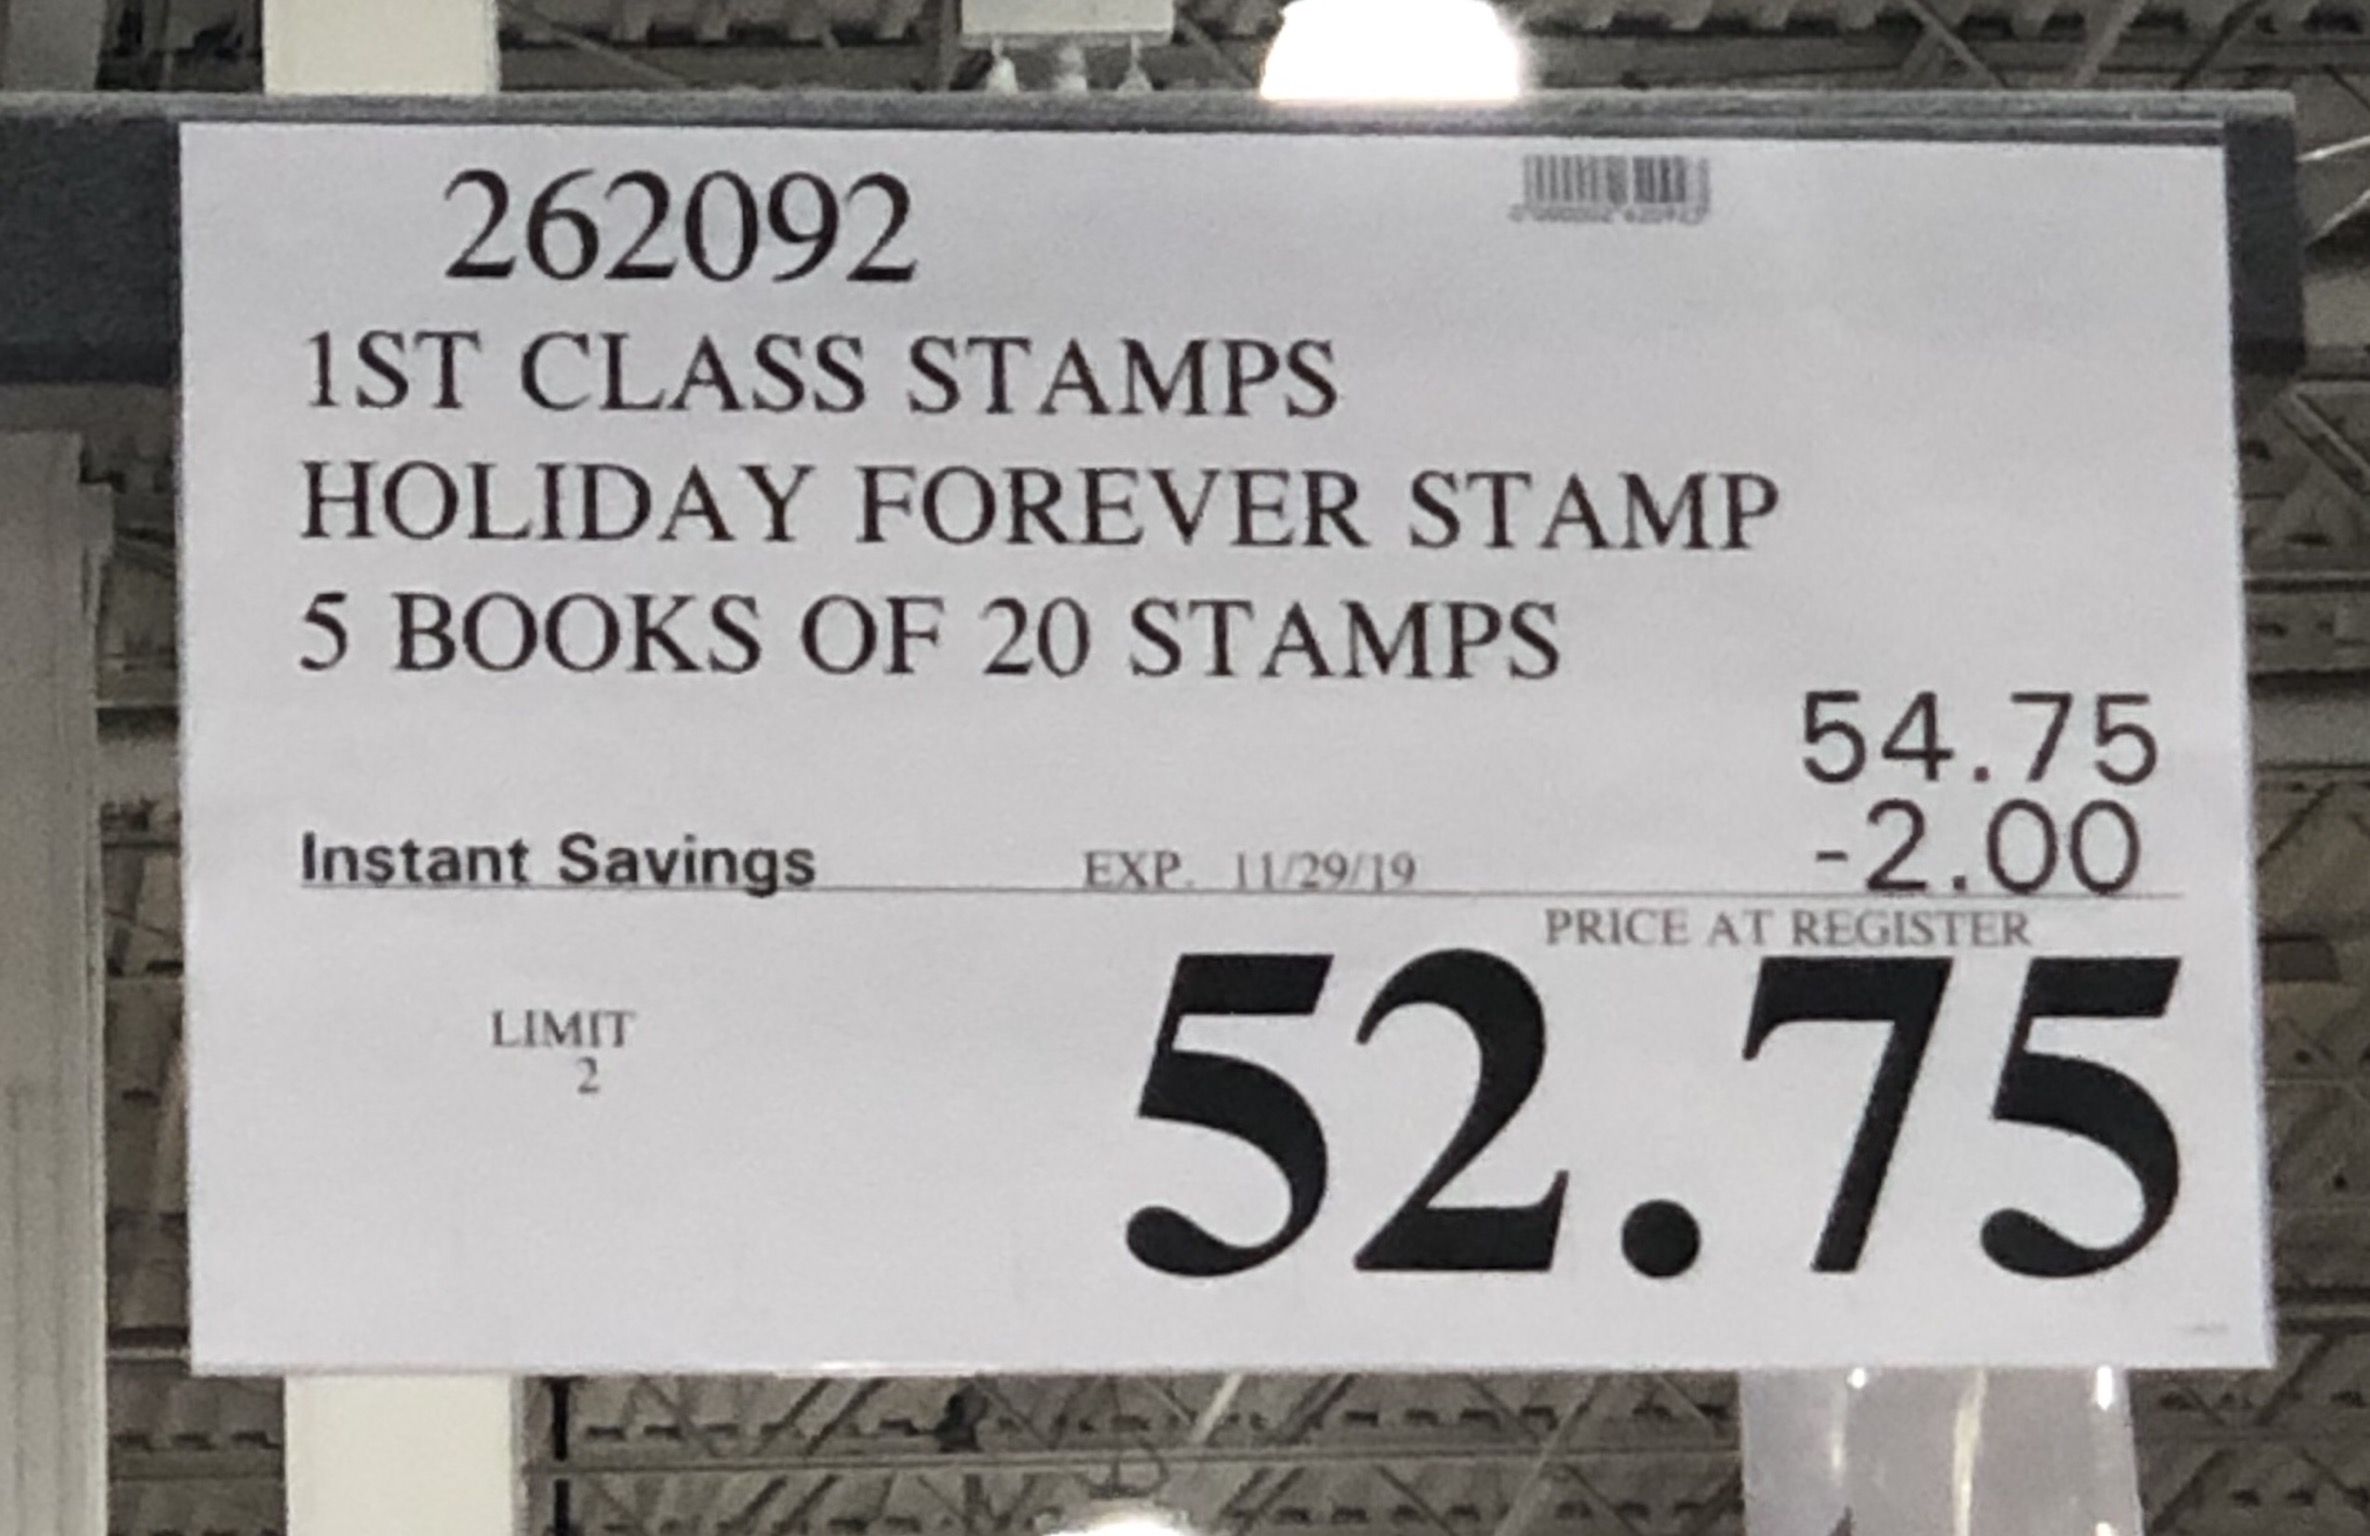 262092
1ST CLASS STAMPS
HOLIDAY FOREVER STAMP
5 BOOKS OF 20 STAMPS
54.75
Instant Savings EXP. 11/29/19 -2.00
PRICE AT REGISTER
52.75
LIMIT
2